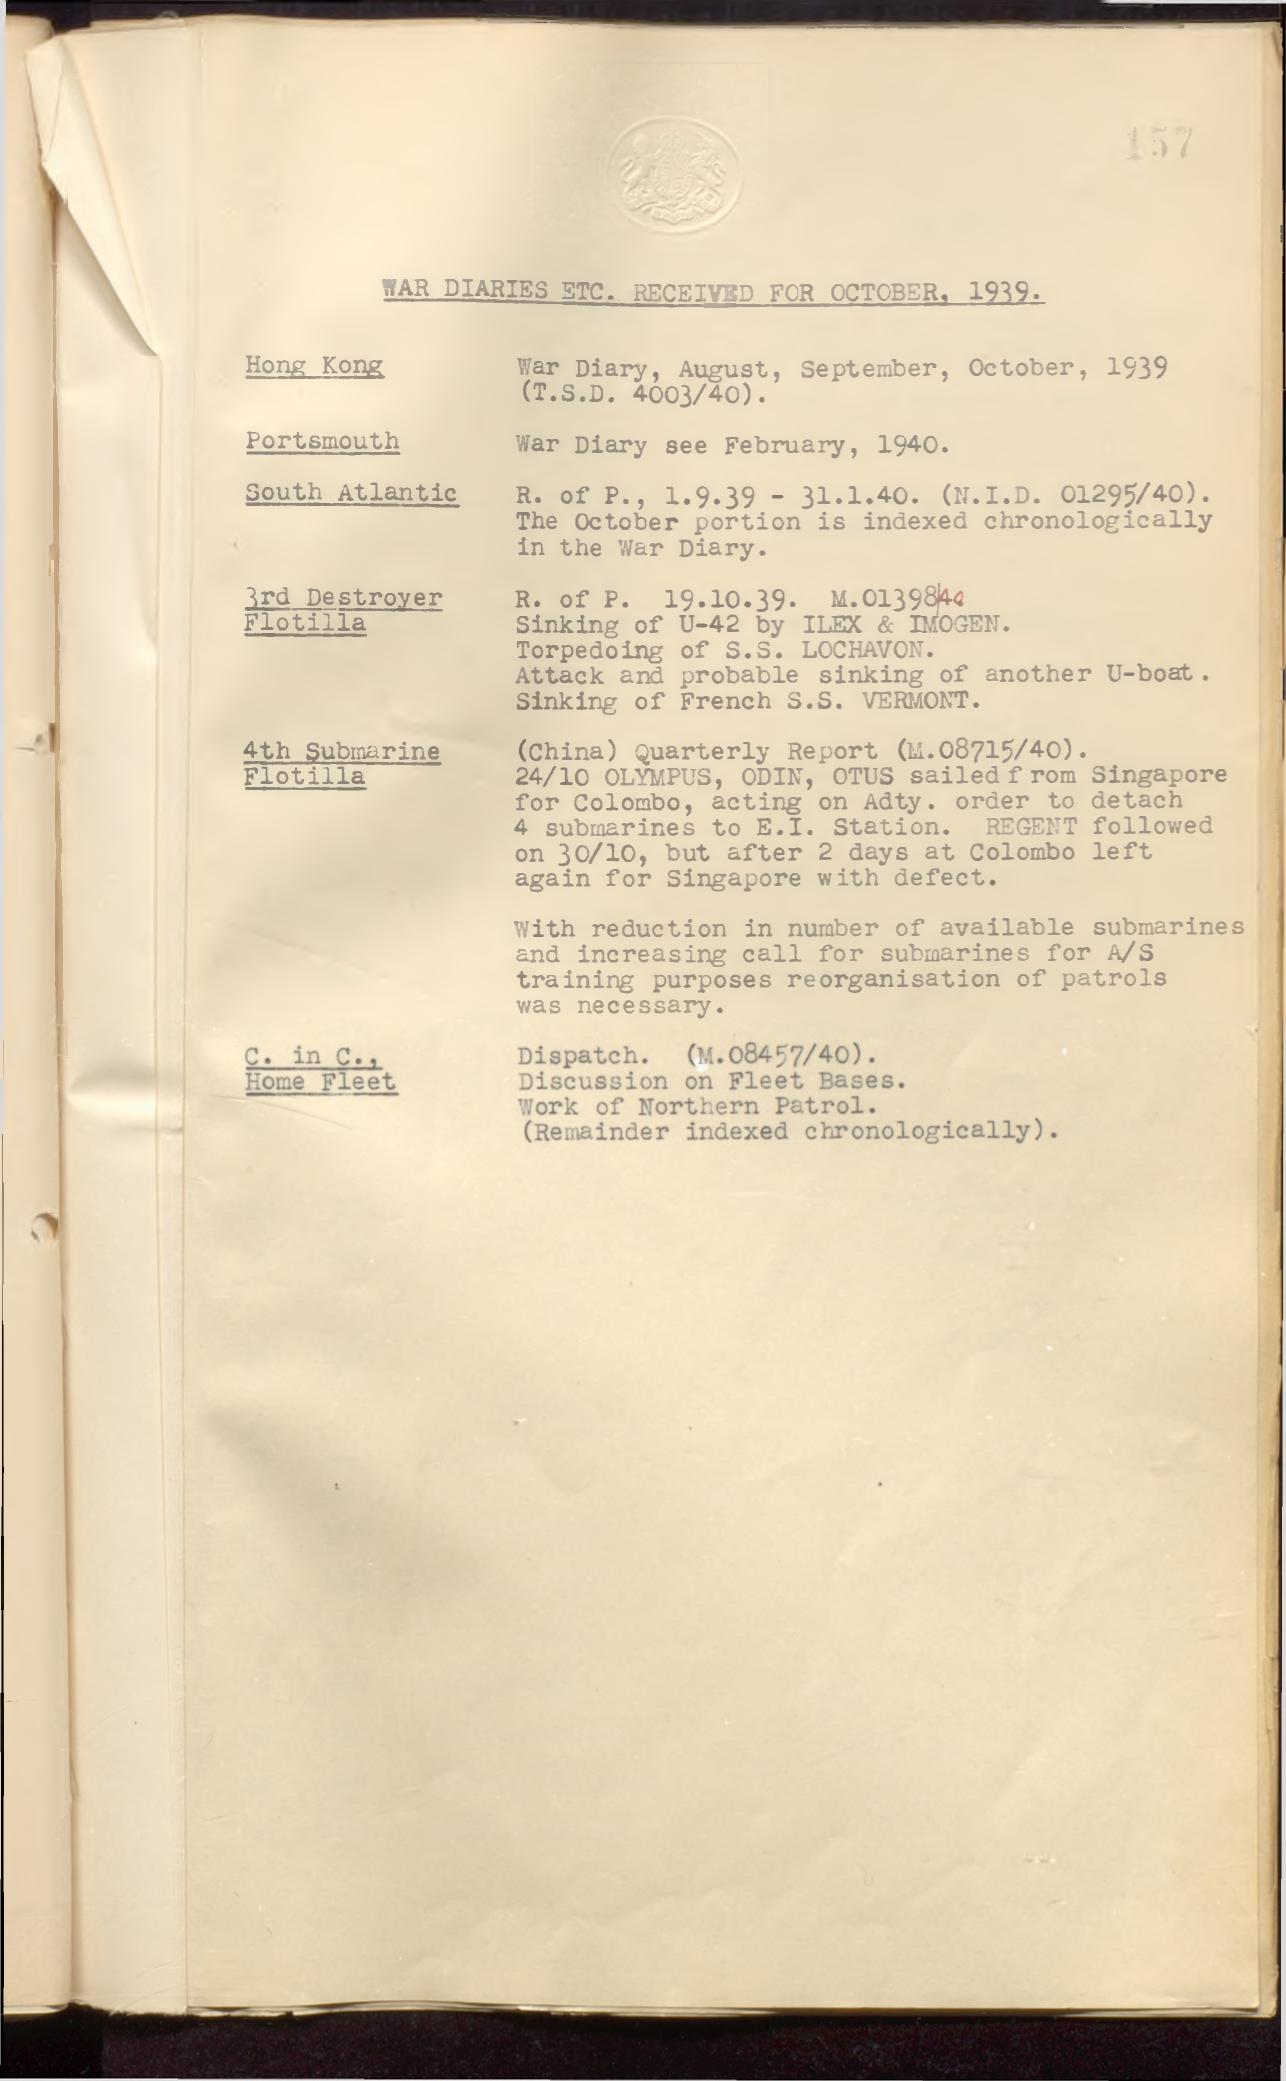 157
WAR DIARIES ETC. RECEIVED FOR OCTOBER, 1939.
Hong Kong War Diary, August, September, October, 1939
(T.S.D. 4003/40).
Portsmouth War Diary see February, 1940.
South Atlantic R. of P., 1.9.39 - 31.1.40. (N.I.D. 01295/40).
The October portion is indexed chronologically
in the War Diary.
3rd Destroyer R. of P. 19.10.39. M.01398/40
Flotilla Sinking of U-42 by ILEX & IMOGEN.
Torpedoing of S.S. LOCHAVON.
Attack and probable sinking of another U-boat.
Sinking of French S.S. VERMONT.
4th Submarine (China) Quarterly Report (M.08715/40).
Flotilla 24/10 OLYMPUS, ODIN, OTUS sailed from Singapore
for Colombo, acting on Adty. order to detach
4 submarines to E.I. Station. REGENT followed
on 30/10, but after 2 days at Colombo left
again for Singapore with defect.
With reduction in number of available submarines
and increasing call for submarines for A/S
training purposes reorganisation of patrols
was necessary.
C. in C., Dispatch. (M.08457/40).
Home Fleet Discussion on Fleet Bases.
Work of Northern Patrol.
(Remainder indexed chronologically).